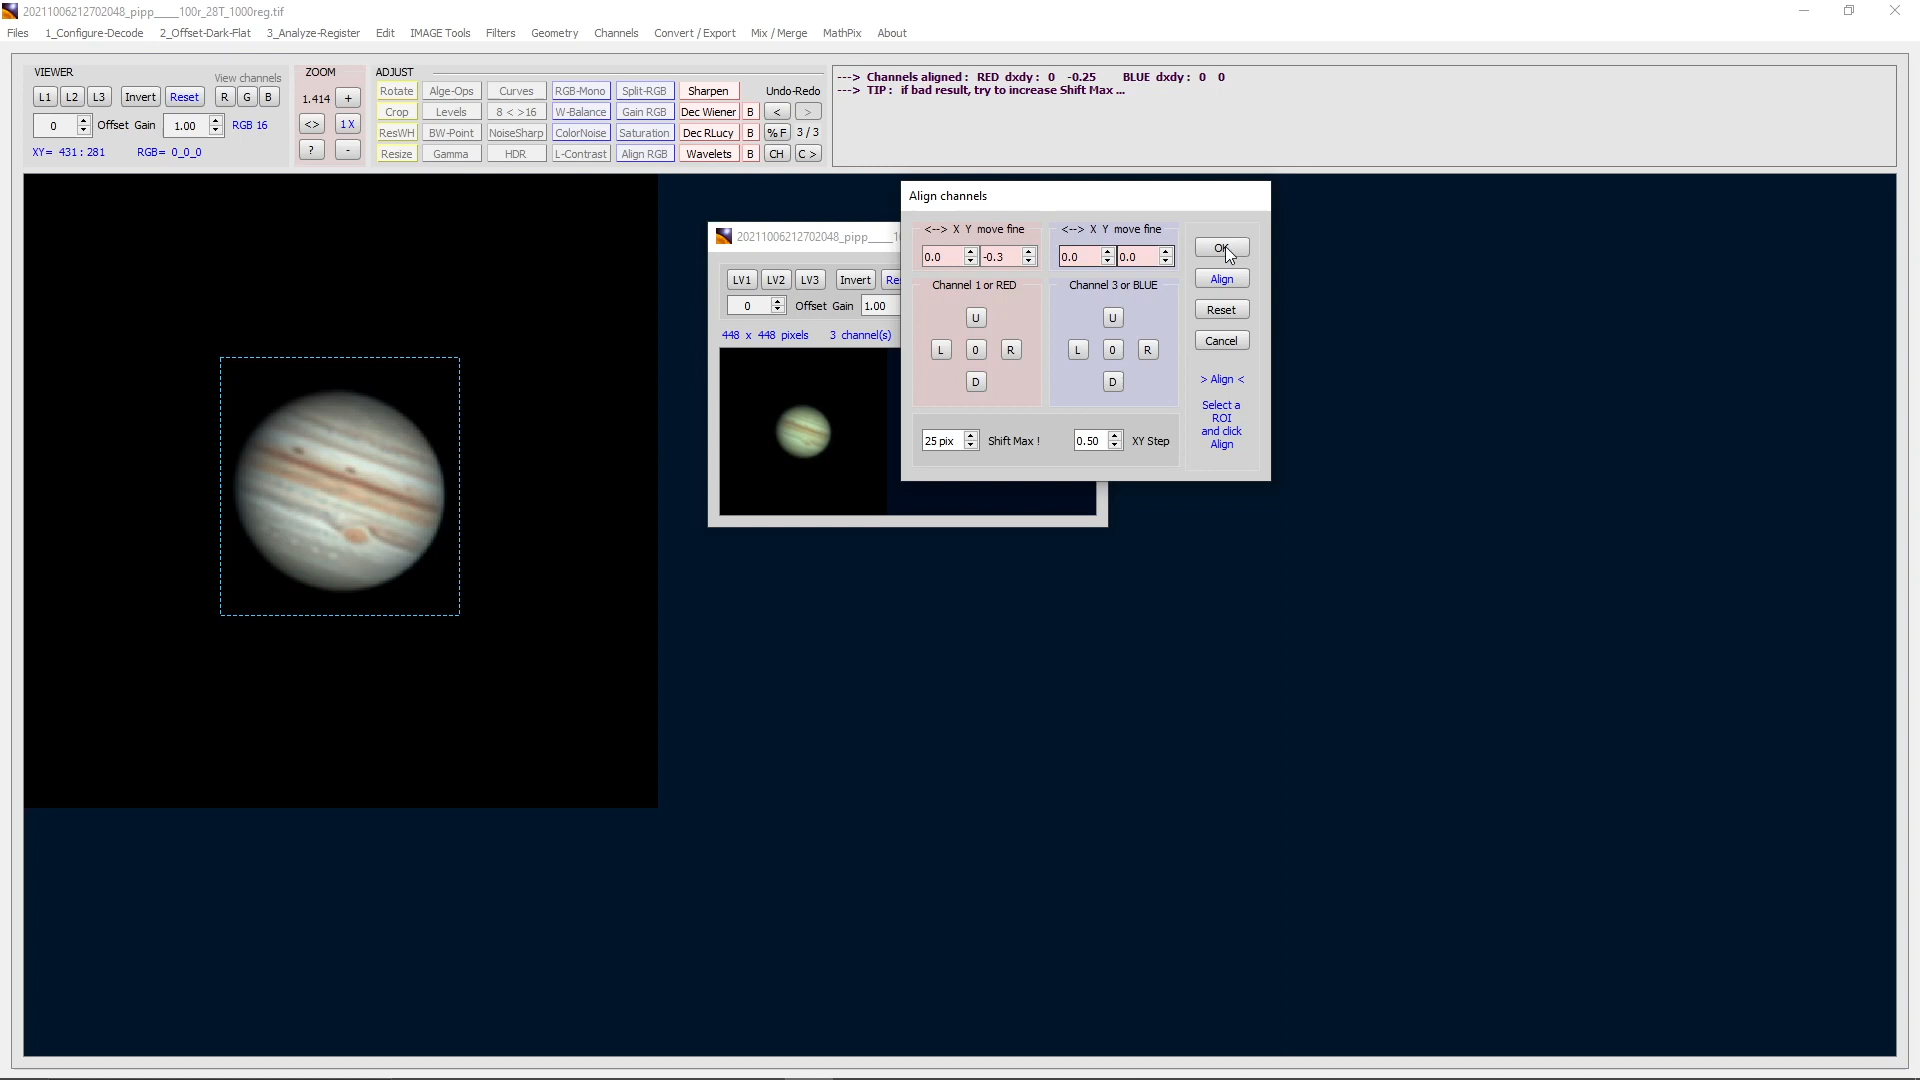 20211006212702048_pipp____100r_28T_1000reg.tif
Files 1_Configure-Decode 2_Offset-Dark-Flat 3_Analyze-Register Edit IMAGE Tools Filters Geometry Channels Convert / Export Mix / Merge MathPix About
VIEWER
View channels
L1 L2 L3 Invert Reset R G B
0 Offset Gain 1.00 RGB 16
XY= 431 : 281 RGB= 0_0_0
ZOOM
1.414 +
<> 1 X
? -
ADJUST
Rotate Alge-Ops Curves RGB-Mono Split-RGB Sharpen Undo-Redo
Crop Levels 8 < >16 W-Balance Gain RGB Dec Wiener B < >
ResWH BW-Point NoiseSharp ColorNoise Saturation Dec RLucy B % F 3 / 3
Resize Gamma HDR L-Contrast Align RGB Wavelets B CH C >
---> Channels aligned : RED dxdy : 0 -0.25 BLUE dxdy : 0 0
---> TIP : if bad result, try to increase Shift Max ...
20211006212702048_pipp____1
LV1 LV2 LV3 Invert Re
0 Offset Gain 1.00
448 x 448 pixels 3 channel(s)
Align channels
<--> X Y move fine <--> X Y move fine
0.0 -0.3 0.0 0.0
Channel 1 or RED Channel 3 or BLUE
U U
L 0 R L 0 R
D D
25 pix Shift Max ! 0.50 XY Step
OK
Align
Reset
Cancel
> Align <
Select a
ROI
and click
Align